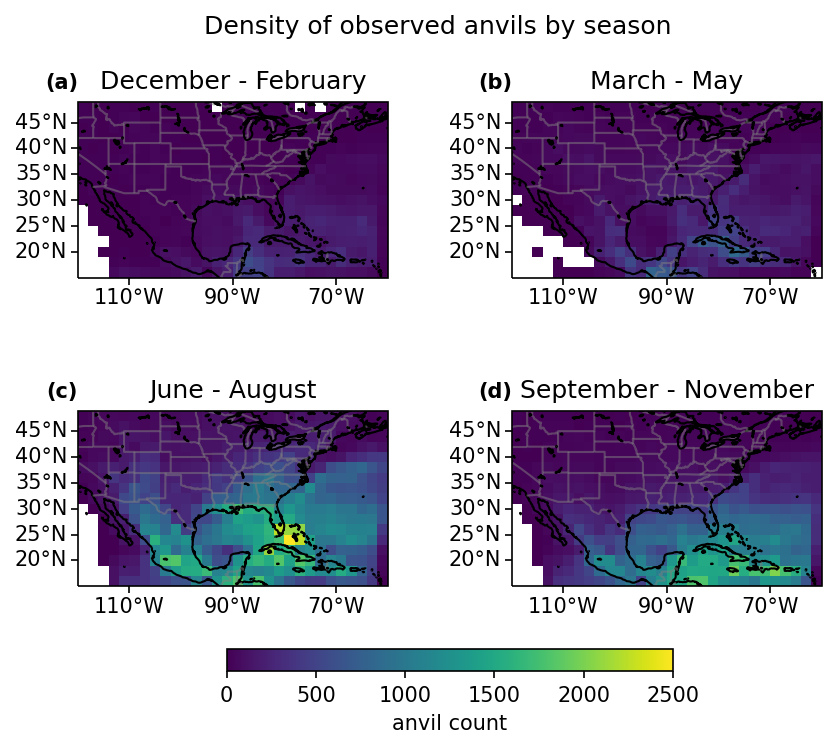 Density of observed anvils by season
(a) December - February
(b) March - May
45°N
40°N
35°N
30°N
25°N
20°N
110°W 90°W 70°W
45°N
40°N
35°N
30°N
25°N
20°N
110°W 90°W 70°W
(c) June - August
(d) September - November
45°N
40°N
35°N
30°N
25°N
20°N
110°W 90°W 70°W
45°N
40°N
35°N
30°N
25°N
20°N
110°W 90°W 70°W
0 500 1000 1500 2000 2500
anvil count